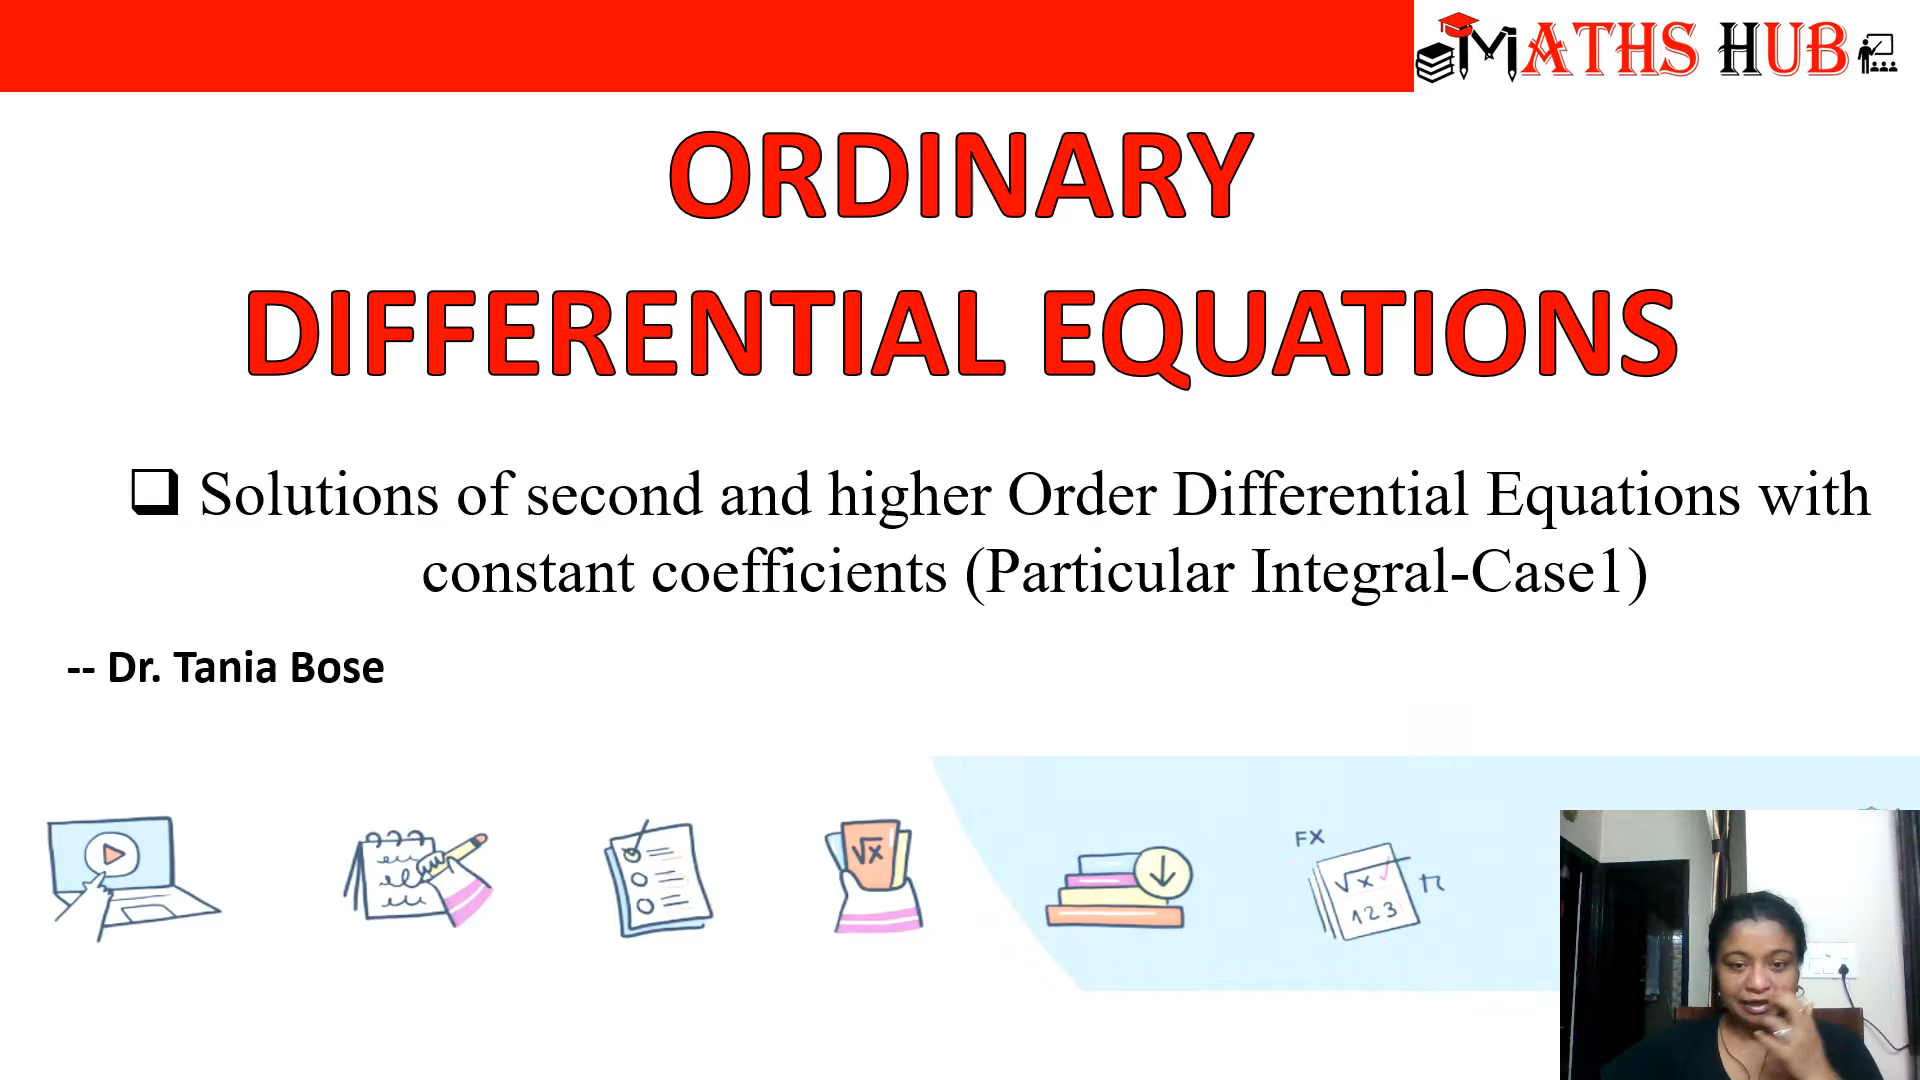 MATHS HUB
ORDINARY
DIFFERENTIAL EQUATIONS
❑ Solutions of second and higher Order Differential Equations with
constant coefficients (Particular Integral-Case1)
-- Dr. Tania Bose
√x
FX
√x
123
π